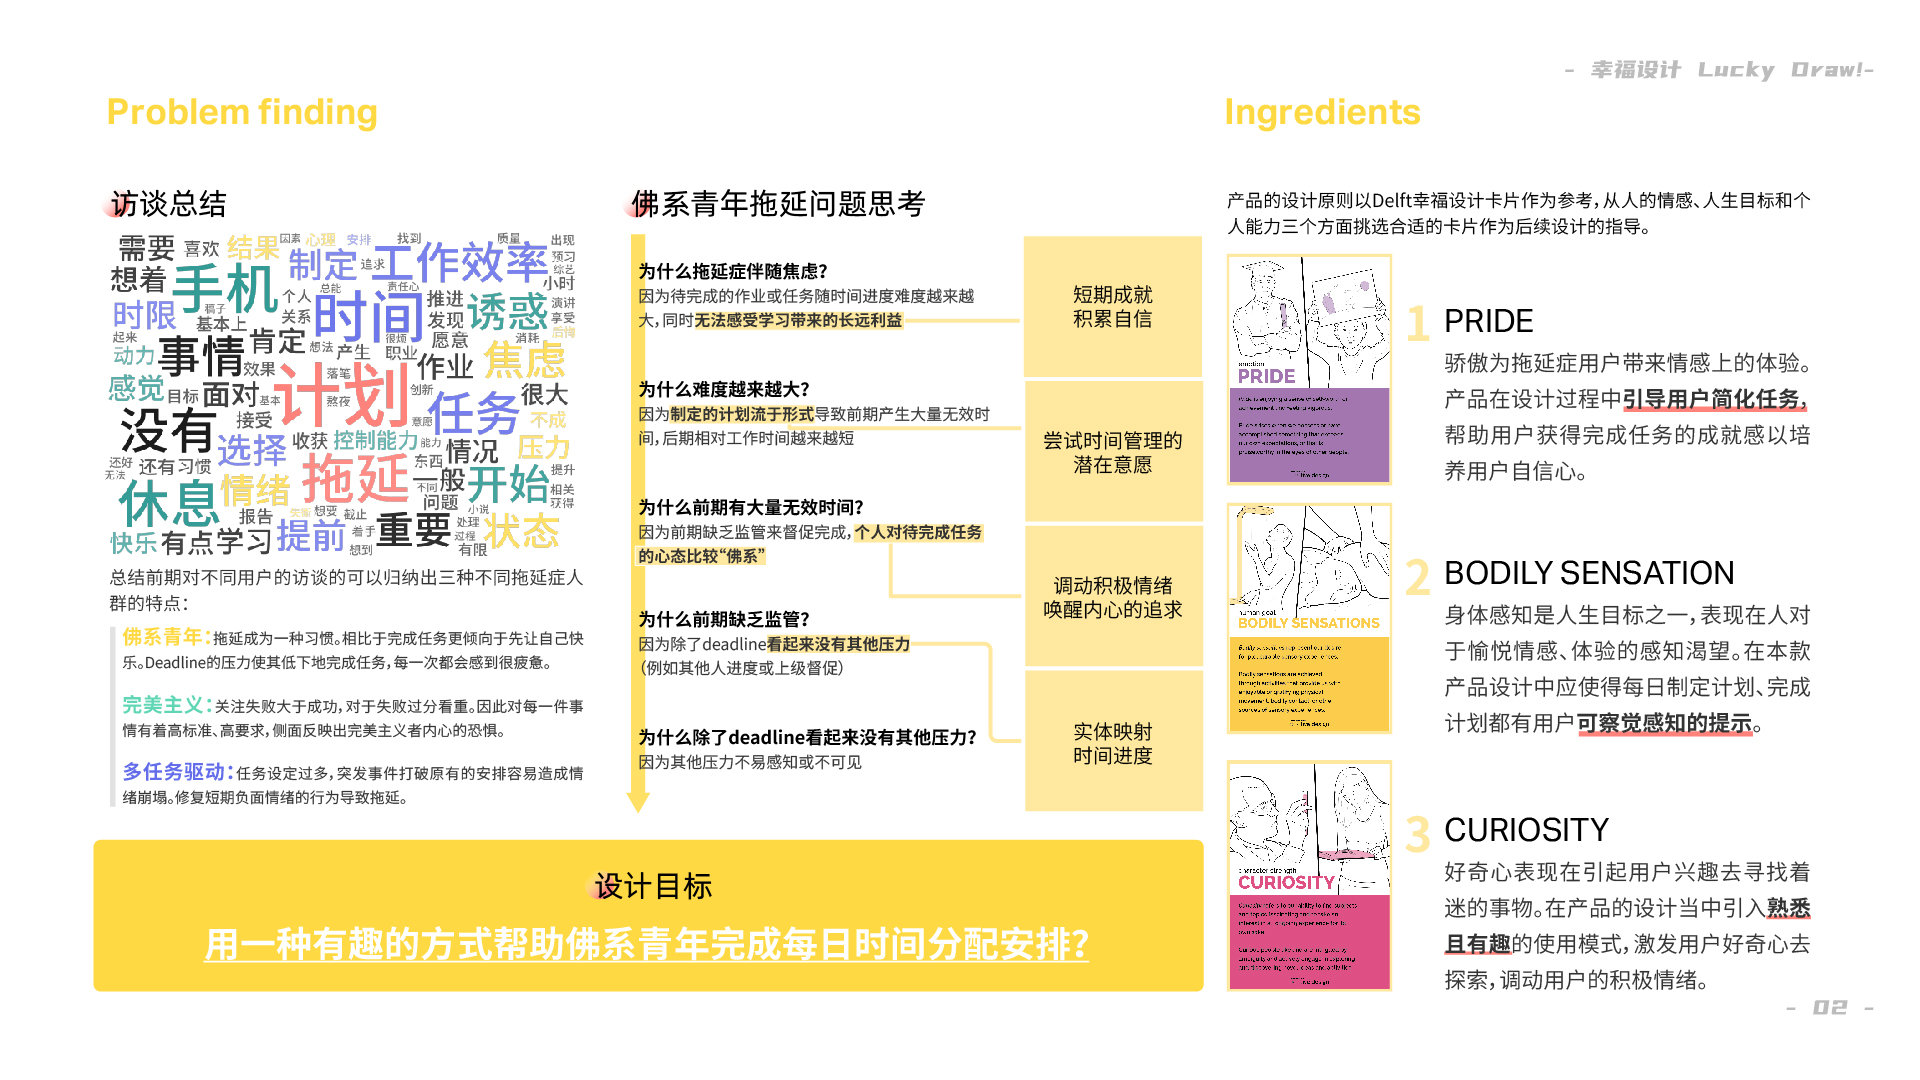 - 幸福设计 Lucky Draw!-
Problem finding
访谈总结
需要 喜欢 结果 因素 心理 安排 找到 质量 出现
想着 手机 制定 追求 工作效率 预习 综艺
总能 责任心 小时
时限 稿子 个人 时间 推进 诱惑 演讲
基本上 关系 发现 享受
起来 肯定 想法 很烦 愿意 消耗 后悔
动力 事情 效果 产生 职业 作业 焦虑
感觉 目标 面对 基本 落笔 计划 创新 很大
熬夜 任务
没有 接受 意愿 不成
选择 收获 控制能力 能力 情况 压力
还好 还有 习惯 拖延 东西 一般 开始 提升
无法 不同 相关
休息 情绪 问题 获得
报告 失智 想要 截止 小说 状态
快乐 有点 学习 提前 着手 重要 处理
过程
想到 有限
总结前期对不同用户的访谈的可以归纳出三种不同拖延症人
群的特点：
佛系青年：拖延成为一种习惯。相比于完成任务更倾向于先让自己快
乐。Deadline的压力使其低下地完成任务，每一次都会感到很疲惫。
完美主义：关注失败大于成功，对于失败过分看重。因此对每一件事
情有着高标准、高要求，侧面反映出完美主义者内心的恐惧。
多任务驱动：任务设定过多，突发事件打破原有的安排容易造成情
绪崩塌。修复短期负面情绪的行为导致拖延。
佛系青年拖延问题思考
为什么拖延症伴随焦虑？
因为待完成的作业或任务随时间进度难度越来越
大，同时无法感受学习带来的长远利益
为什么难度越来越大？
因为制定的计划流于形式导致前期产生大量无效时
间，后期相对工作时间越来越短
为什么前期有大量无效时间？
因为前期缺乏监管来督促完成，个人对待完成任务
的心态比较“佛系”
为什么前期缺乏监管？
因为除了deadline看起来没有其他压力
（例如其他人进度或上级督促）
为什么除了deadline看起来没有其他压力？
因为其他压力不易感知或不可见
短期成就
积累自信
尝试时间管理的
潜在意愿
调动积极情绪
唤醒内心的追求
实体映射
时间进度
设计目标
用一种有趣的方式帮助佛系青年完成每日时间分配安排？
Ingredients
产品的设计原则以Delft幸福设计卡片作为参考，从人的情感、人生目标和个
人能力三个方面挑选合适的卡片作为后续设计的指导。
emotion
PRIDE
1
PRIDE
骄傲为拖延症用户带来情感上的体验。
产品在设计过程中引导用户简化任务，
帮助用户获得完成任务的成就感以培
养用户自信心。
human goal
BODILY SENSATIONS
Bodily sensations are achieved
through activities that provide us with
enjoyable or gratifying physical
movement, bodily contact or other
sources of sensory experiences.
2
BODILY SENSATION
身体感知是人生目标之一，表现在人对
于愉悦情感、体验的感知渴望。在本款
产品设计中应使得每日制定计划、完成
计划都有用户可察觉感知的提示。
character strength
CURIOSITY
3
CURIOSITY
好奇心表现在引起用户兴趣去寻找着
迷的事物。在产品的设计当中引入熟悉
且有趣的使用模式，激发用户好奇心去
探索，调动用户的积极情绪。
- 02 -